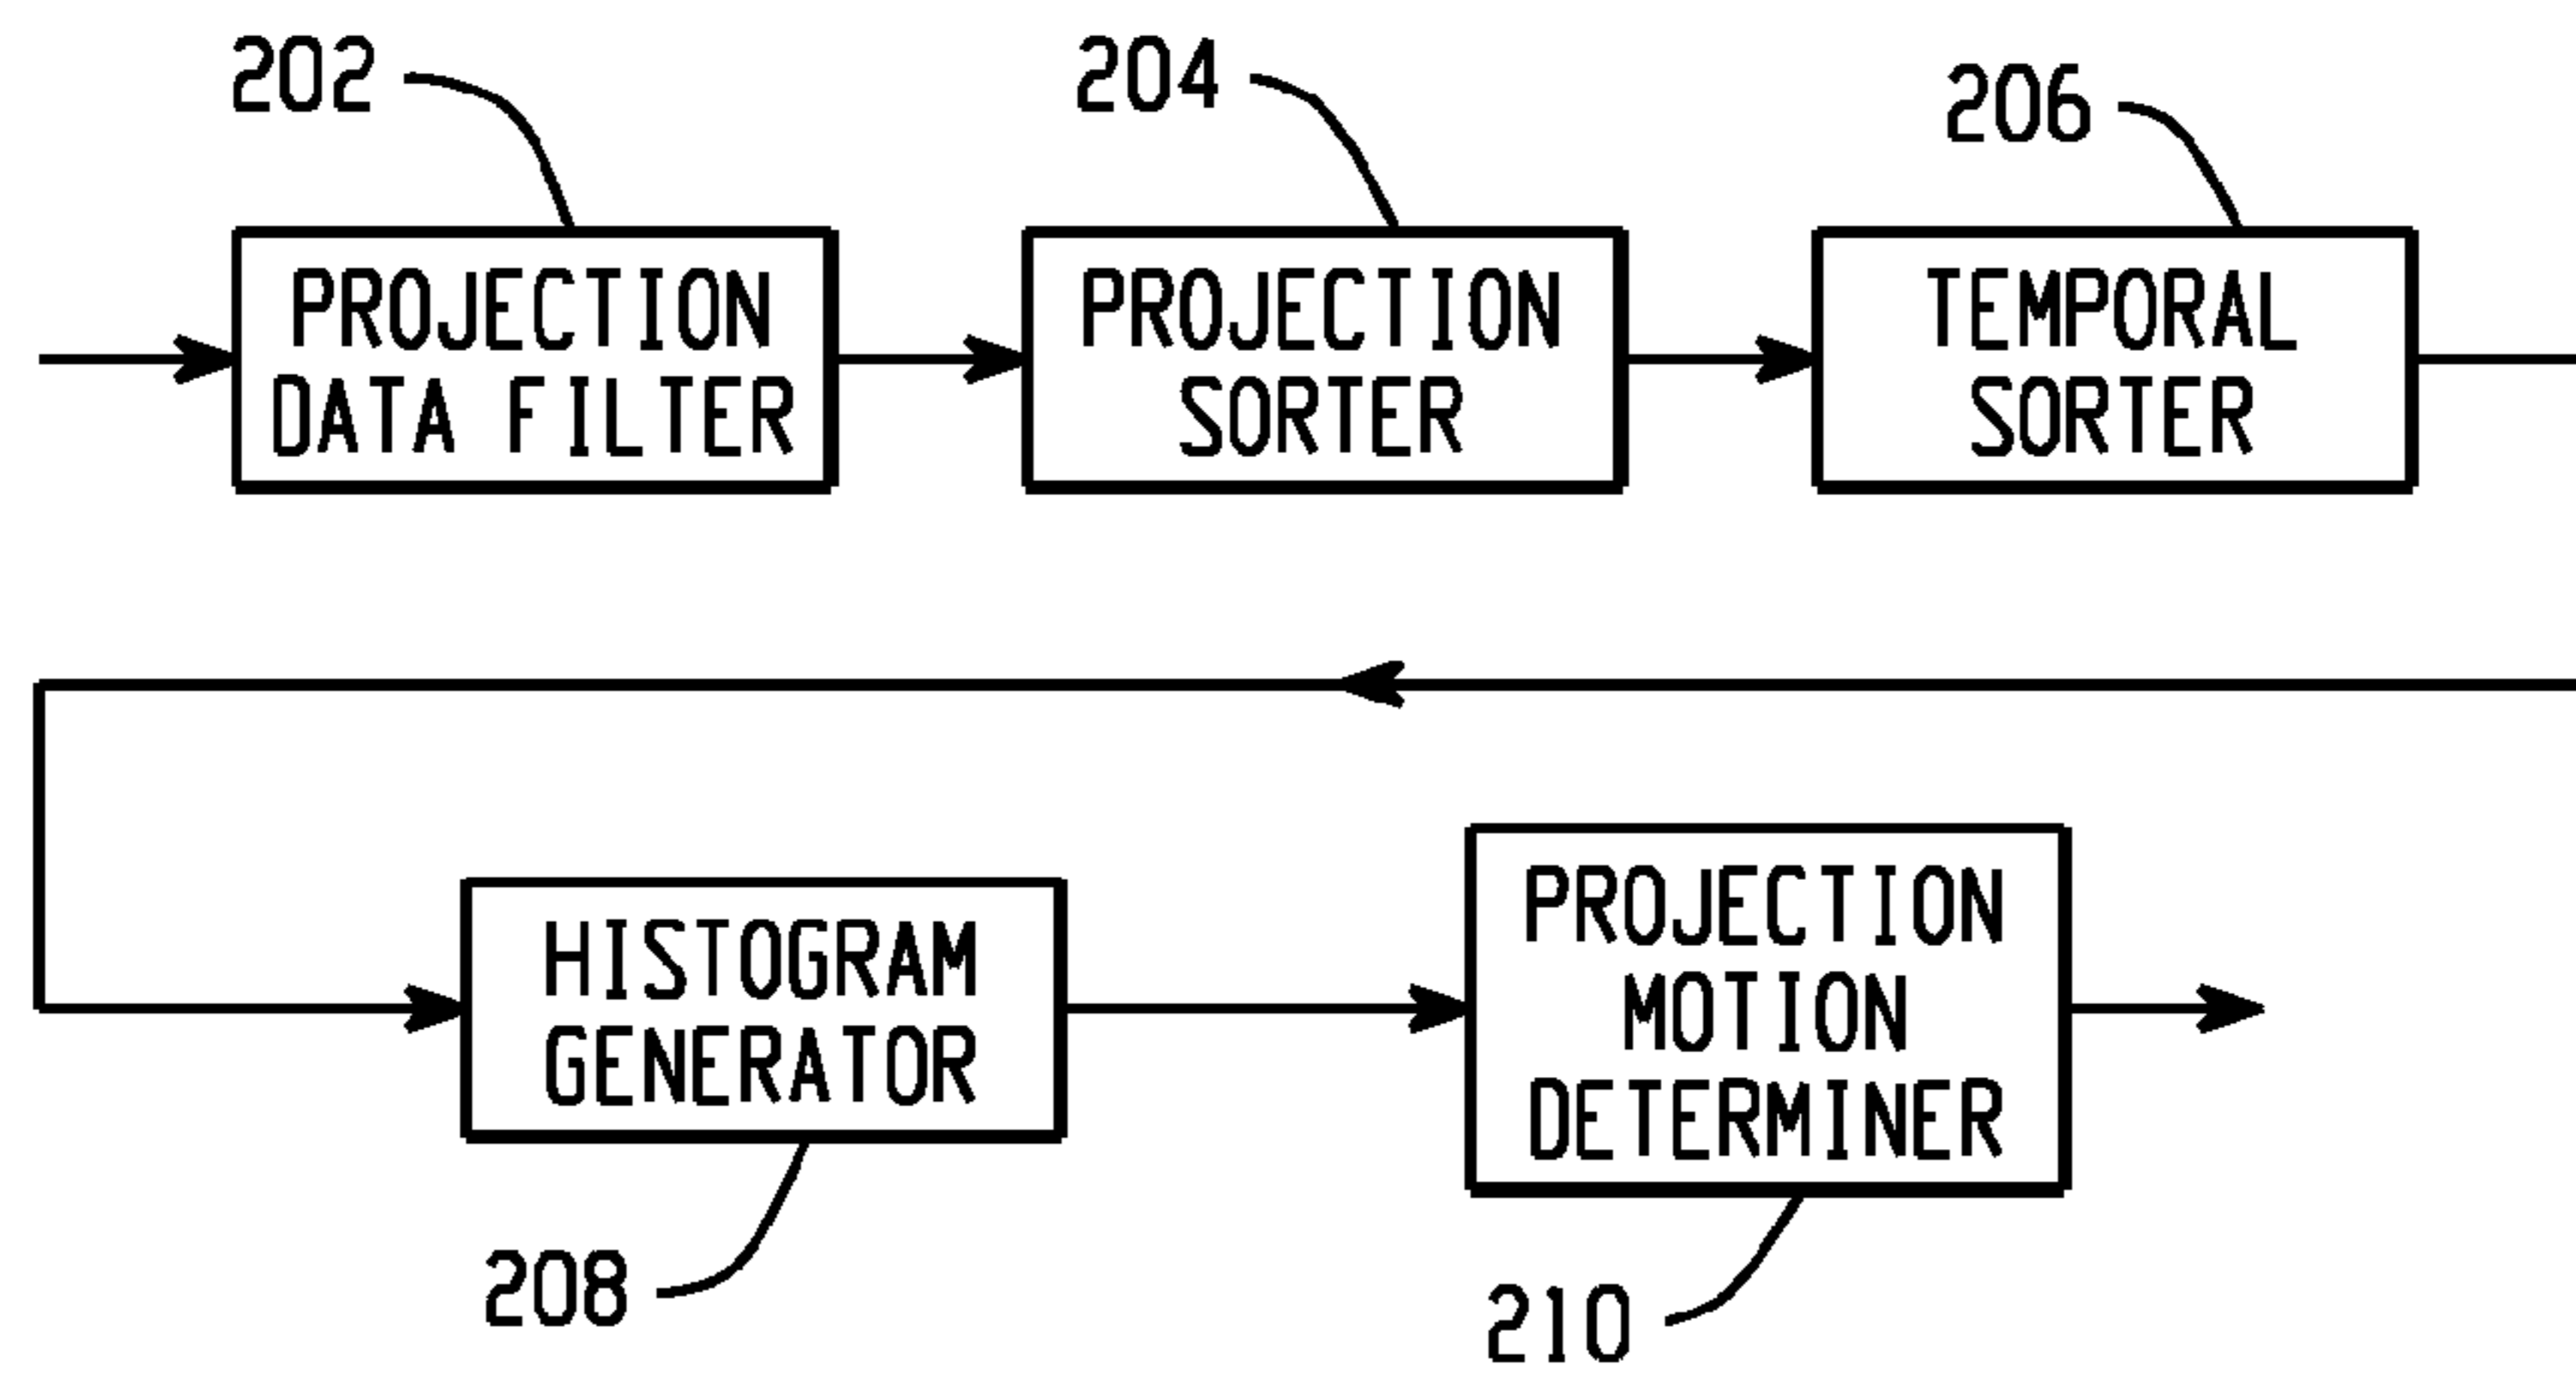 202
204
206
PROJECTION
DATA FILTER
PROJECTION
SORTER
TEMPORAL
SORTER
HISTOGRAM
GENERATOR
PROJECTION
MOTION
DETERMINER
208
210